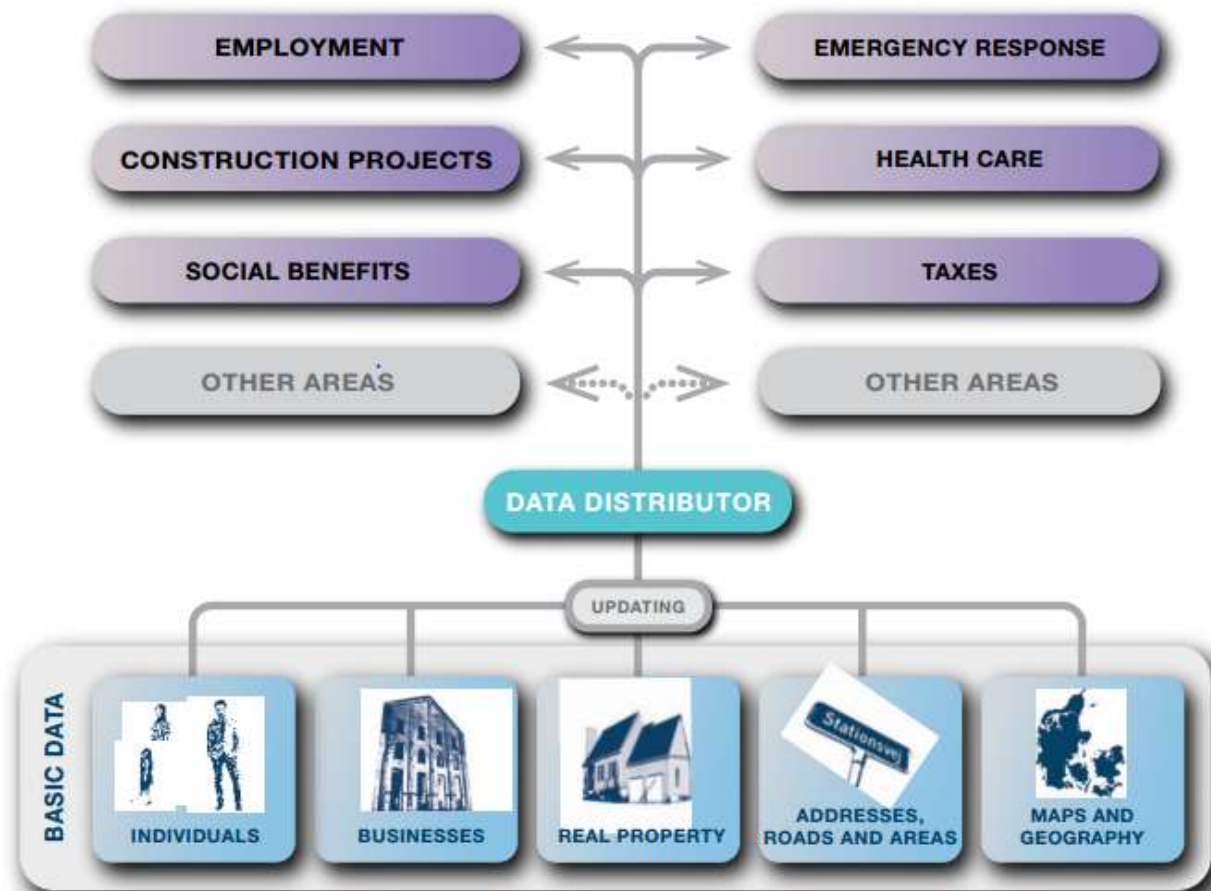 EMPLOYMENT
EMERGENCY RESPONSE
CONSTRUCTION PROJECTS
HEALTH CARE
SOCIAL BENEFITS
TAXES
OTHER AREAS
OTHER AREAS
DATA DISTRIBUTOR
UPDATING
BASIC DATA
INDIVIDUALS
BUSINESSES
REAL PROPERTY
Stationsvej
ADDRESSES,
ROADS AND AREAS
MAPS AND
GEOGRAPHY